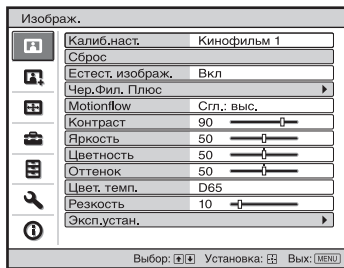 Изображ.
Калиб.наст. Кинофильм 1
Сброс
Естест. изображ. Вкл
Чер.Фил. Плюс
Motionflow Сгл.: выс.
Контраст 90
Яркость 50
Цветность 50
Оттенок 50
Цвет. темп. D65
Резкость 10
Эксп.устан.
Выбор: Установка: Вых: MENU